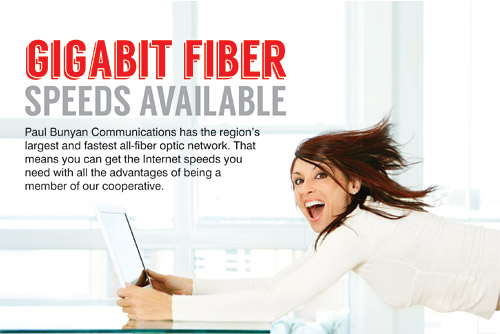 GIGABIT FIBER
SPEEDS AVAILABLE
Paul Bunyan Communications has the region's
largest and fastest all-fiber optic network. That
means you can get the Internet speeds you
need with all the advantages of being a
member of our cooperative.